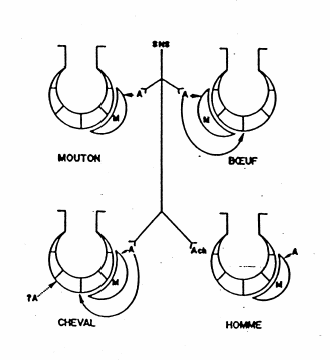 SNS
A A
M M
MOUTON BŒUF
A Ach A
M M
?A
CHEVAL HOMME